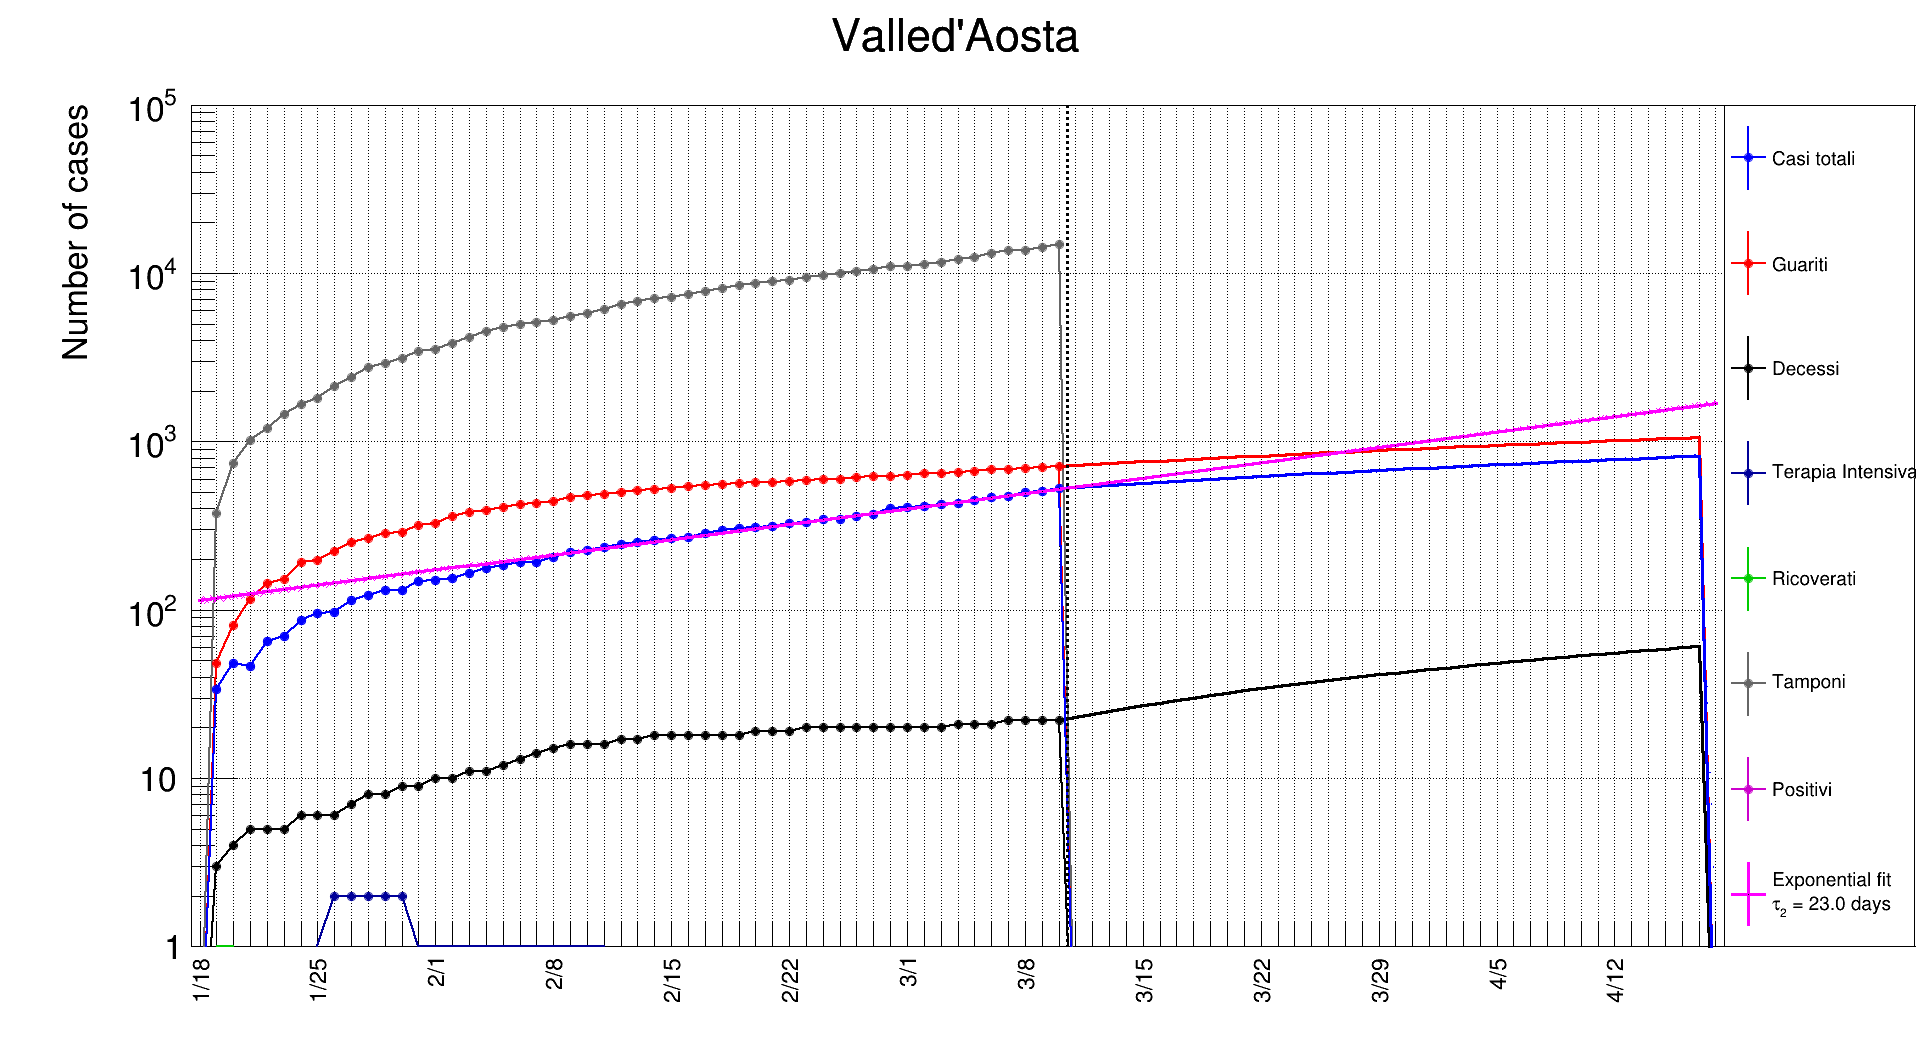 Valled'Aosta
Number of cases
10^5
10^4
10^3
10^2
10
1
1/18
1/25
2/1
2/8
2/15
2/22
3/1
3/8
3/15
3/22
3/29
4/5
4/12
Casi totali
Guariti
Decessi
Terapia Intensiva
Ricoverati
Tamponi
Positivi
Exponential fit
τ₂ = 23.0 days